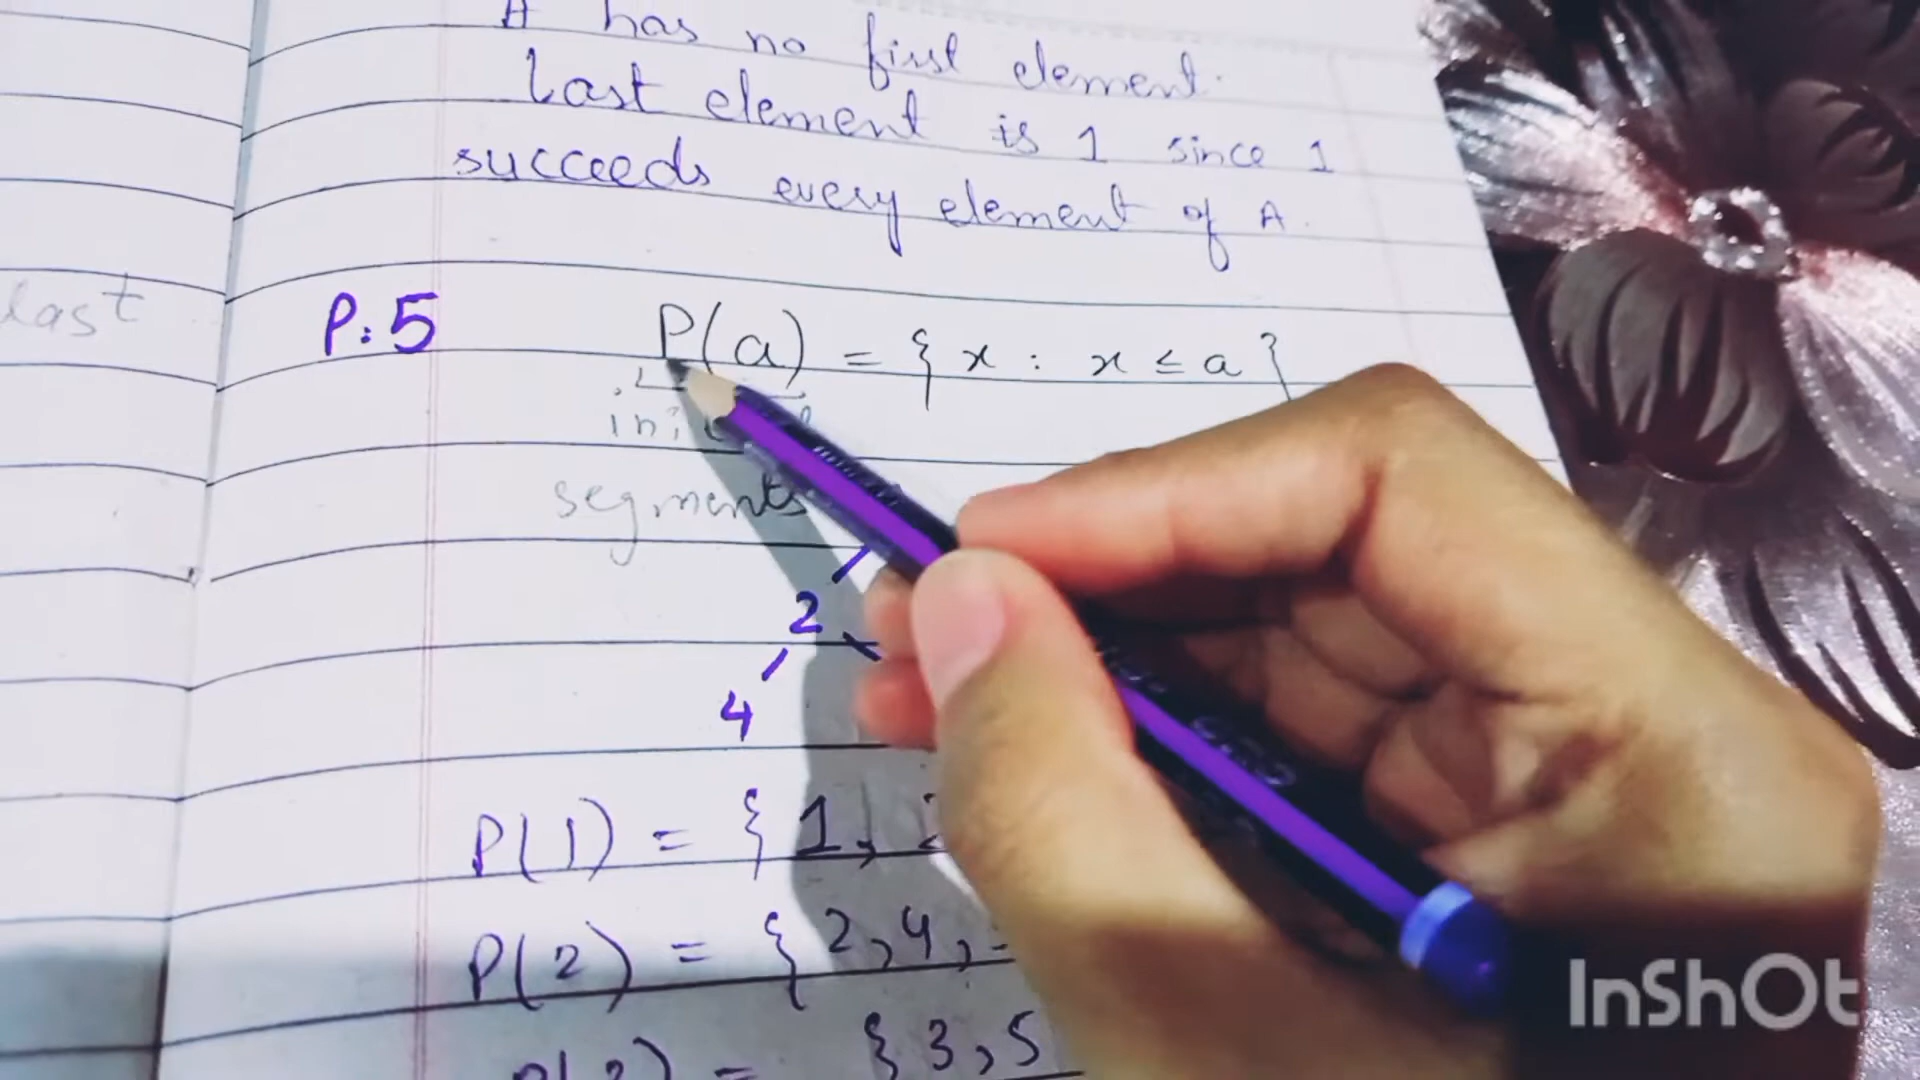 A has no first element.
last element is 1 since 1
succeeds every element of A.
last
P:5 P(a) = { x : x ≤ a }
segments
2
4
P(1) = { 1,
P(2) = { 2,4,
= { 3,5
InShOt